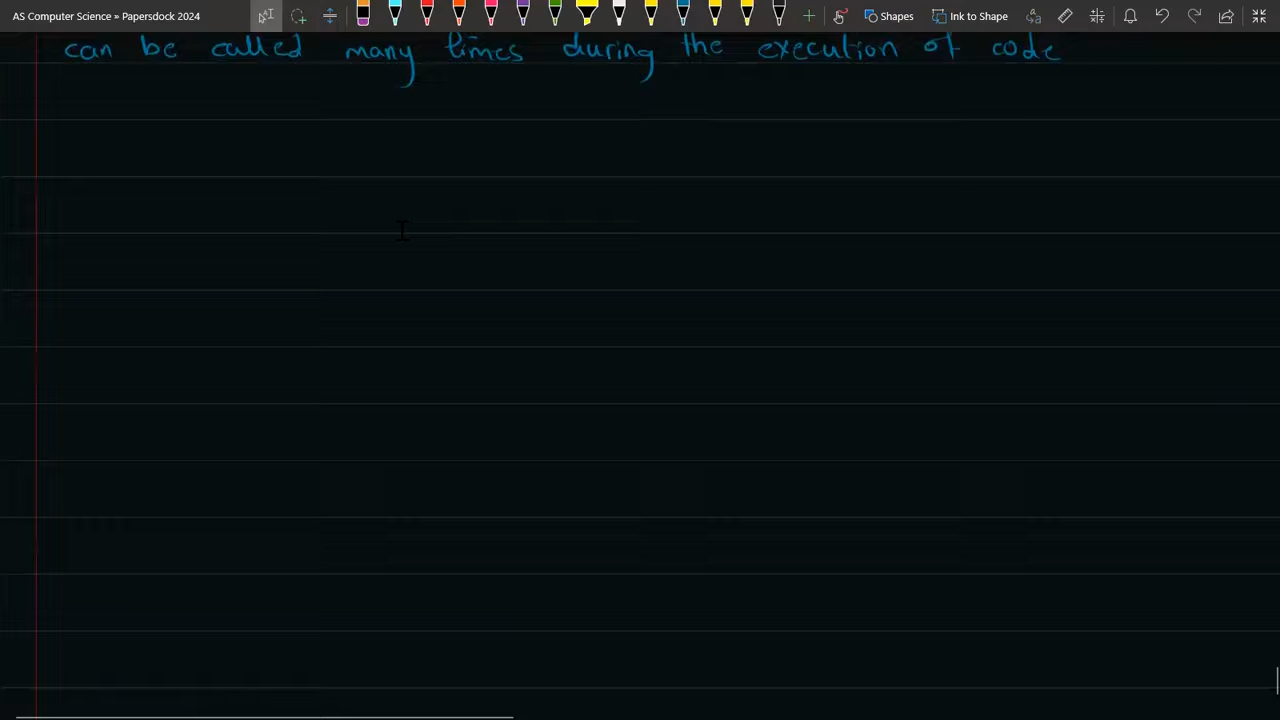 AS Computer Science » Papersdock 2024
Shapes
Ink to Shape
can be called many times during the execution of code